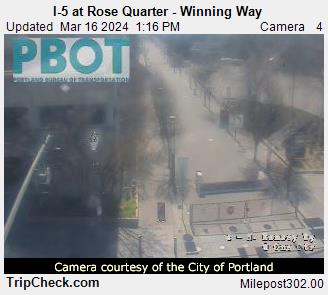 I-5 at Rose Quarter - Winning Way
Updated Mar 16 2024 1:16 PM Camera 4
PBOT
PORTLAND BUREAU OF TRANSPORTATION
Camera courtesy of the City of Portland
TripCheck.com Milepost302.00